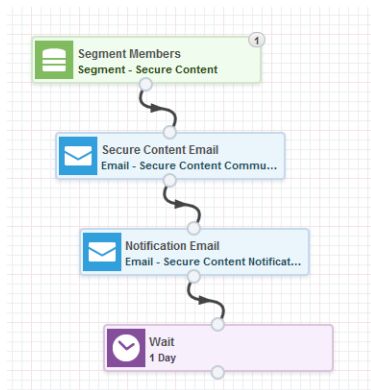 1
Segment Members
Segment - Secure Content
Secure Content Email
Email - Secure Content Commu...
Notification Email
Email - Secure Content Notificat...
Wait
1 Day